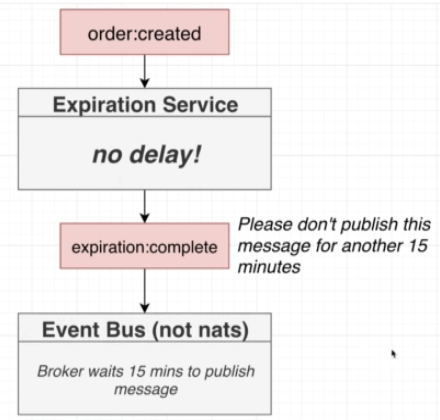 order:created
Expiration Service
no delay!
expiration:complete
Please don't publish this
message for another 15
minutes
Event Bus (not nats)
Broker waits 15 mins to publish
message